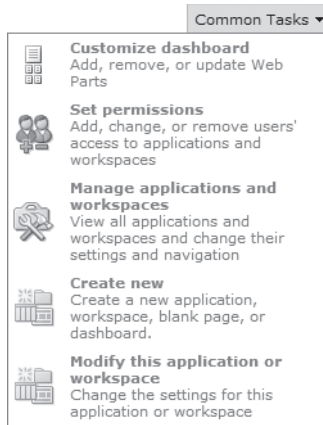 Common Tasks
Customize dashboard
Add, remove, or update Web
Parts
Set permissions
Add, change, or remove users'
access to applications and
workspaces
Manage applications and
workspaces
View all applications and
workspaces and change their
settings and navigation
Create new
Create a new application,
workspace, blank page, or
dashboard.
Modify this application or
workspace
Change the settings for this
application or workspace